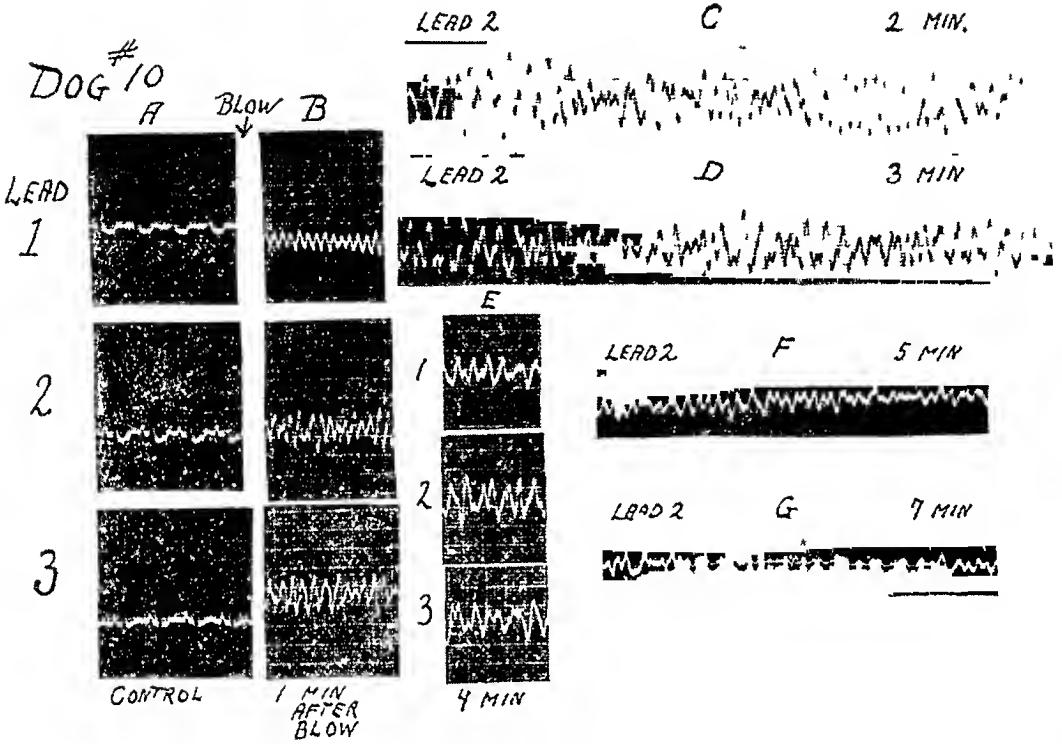 DOG #10
A
BLOW
B
LEAD
1
2
3
CONTROL
1 MIN
AFTER
BLOW
LEAD 2 C 2 MIN.
LEAD 2 D 3 MIN
E
1
2
3
4 MIN
LEAD 2 F 5 MIN
LEAD 2 G 7 MIN